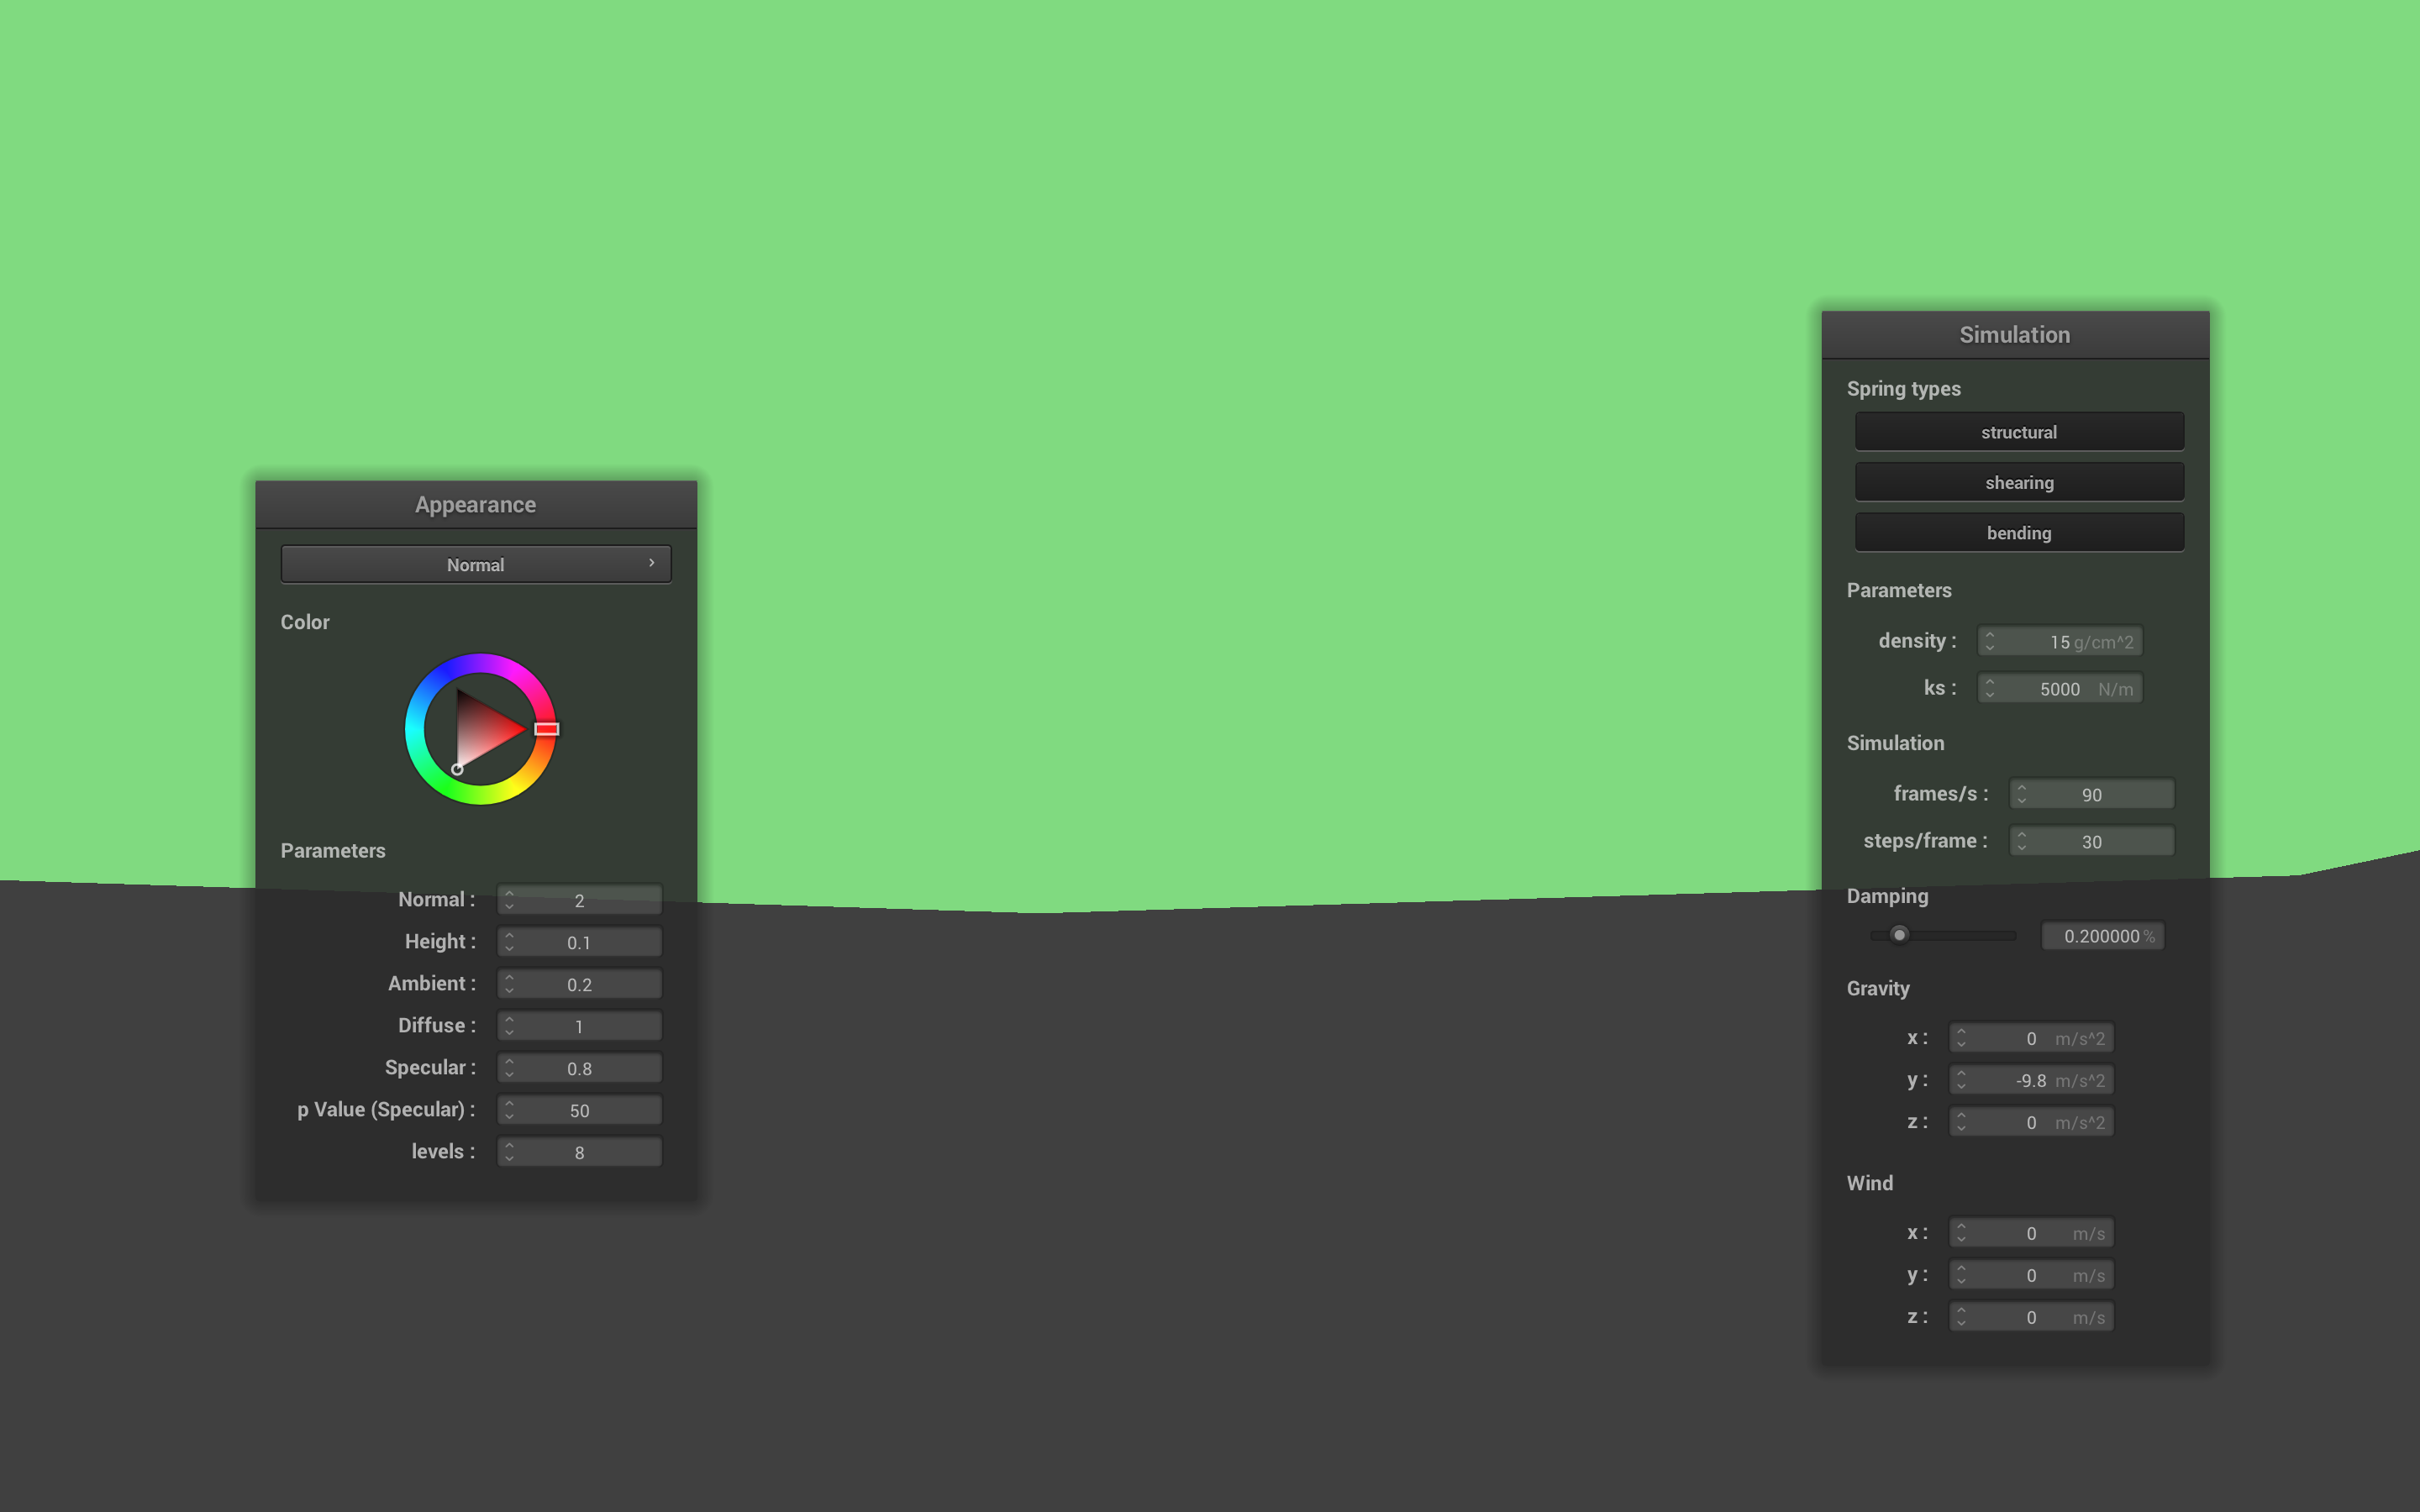 Appearance
Normal
Color
Parameters
Normal : 2
Height : 0.1
Ambient : 0.2
Diffuse : 1
Specular : 0.8
p Value (Specular) : 50
levels : 8
Simulation
Spring types
structural
shearing
bending
Parameters
density : 15 g/cm^2
ks : 5000 N/m
Simulation
frames/s : 90
steps/frame : 30
Damping
0.200000 %
Gravity
x : 0 m/s^2
y : -9.8 m/s^2
z : 0 m/s^2
Wind
x : 0 m/s
y : 0 m/s
z : 0 m/s